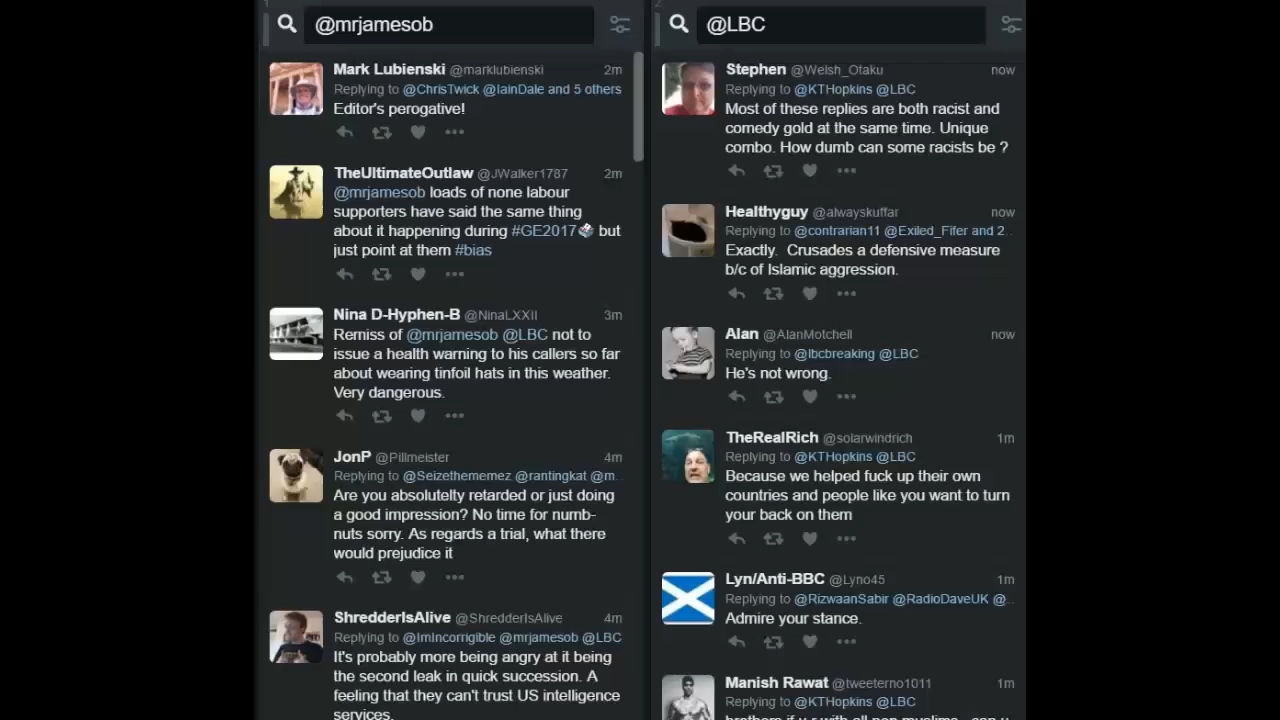 @mrjamesob
Mark Lubienski @marklubienski 2m
Replying to @ChrisTwick @IainDale and 5 others
Editor's perogative!
TheUltimateOutlaw @JWalker1787 2m
@mrjamesob loads of none labour
supporters have said the same thing
about it happening during #GE2017 but
just point at them #bias
Nina D-Hyphen-B @NinaLXXII 3m
Remiss of @mrjamesob @LBC not to
issue a health warning to his callers so far
about wearing tinfoil hats in this weather.
Very dangerous.
JonP @Pillmeister 4m
Replying to @Seizethememez @rantingkat @m..
Are you absolutelty retarded or just doing
a good impression? No time for numb-
nuts sorry. As regards a trial, what there
would prejudice it
ShredderIsAlive @ShredderIsAlive 4m
Replying to @ImIncorrigible @mrjamesob @LBC
It's probably more being angry at it being
the second leak in quick succession. A
feeling that they can't trust US intelligence
services.
@LBC
Stephen @Welsh_Otaku now
Replying to @KTHopkins @LBC
Most of these replies are both racist and
comedy gold at the same time. Unique
combo. How dumb can some racists be ?
Healthyguy @alwayskuffar now
Replying to @contrarian11 @Exiled_Fifer and 2..
Exactly. Crusades a defensive measure
b/c of Islamic aggression.
Alan @AlanMotchell now
Replying to @lbcbreaking @LBC
He's not wrong.
TheRealRich @solarwindrich 1m
Replying to @KTHopkins @LBC
Because we helped fuck up their own
countries and people like you want to turn
your back on them
Lyn/Anti-BBC @Lyno45 1m
Replying to @RizwaanSabir @RadioDaveUK @..
Admire your stance.
Manish Rawat @tweeterno1011 1m
Replying to @KTHopkins @LBC